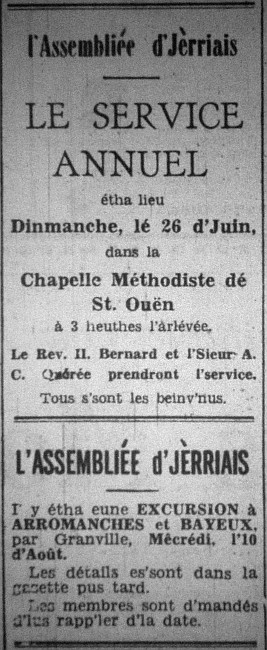 l'Assembliée d'Jèrriais
LE SERVICE
ANNUEL
étha lieu
Dinmanche, lé 26 d'Juin,
dans la
Chapelle Méthodiste dé
St. Ouën
à 3 heuthes l'àrlévée.
Le Rev. H. Bernard et l'Sieur A.
C. Quérée prendront l'service.
Tous s'sont les beinv'nus.
L'ASSEMBLIÉE d'JÈRRIAIS
I' y étha eune EXCURSION à
ARROMANCHES et BAYEUX,
par Granville, Mêcrédi, l'10
d'Août.
Les détails es'sont dans la
gazette pus tard.
Les membres sont d'mandés
d'lus rapp'ler d'la date.